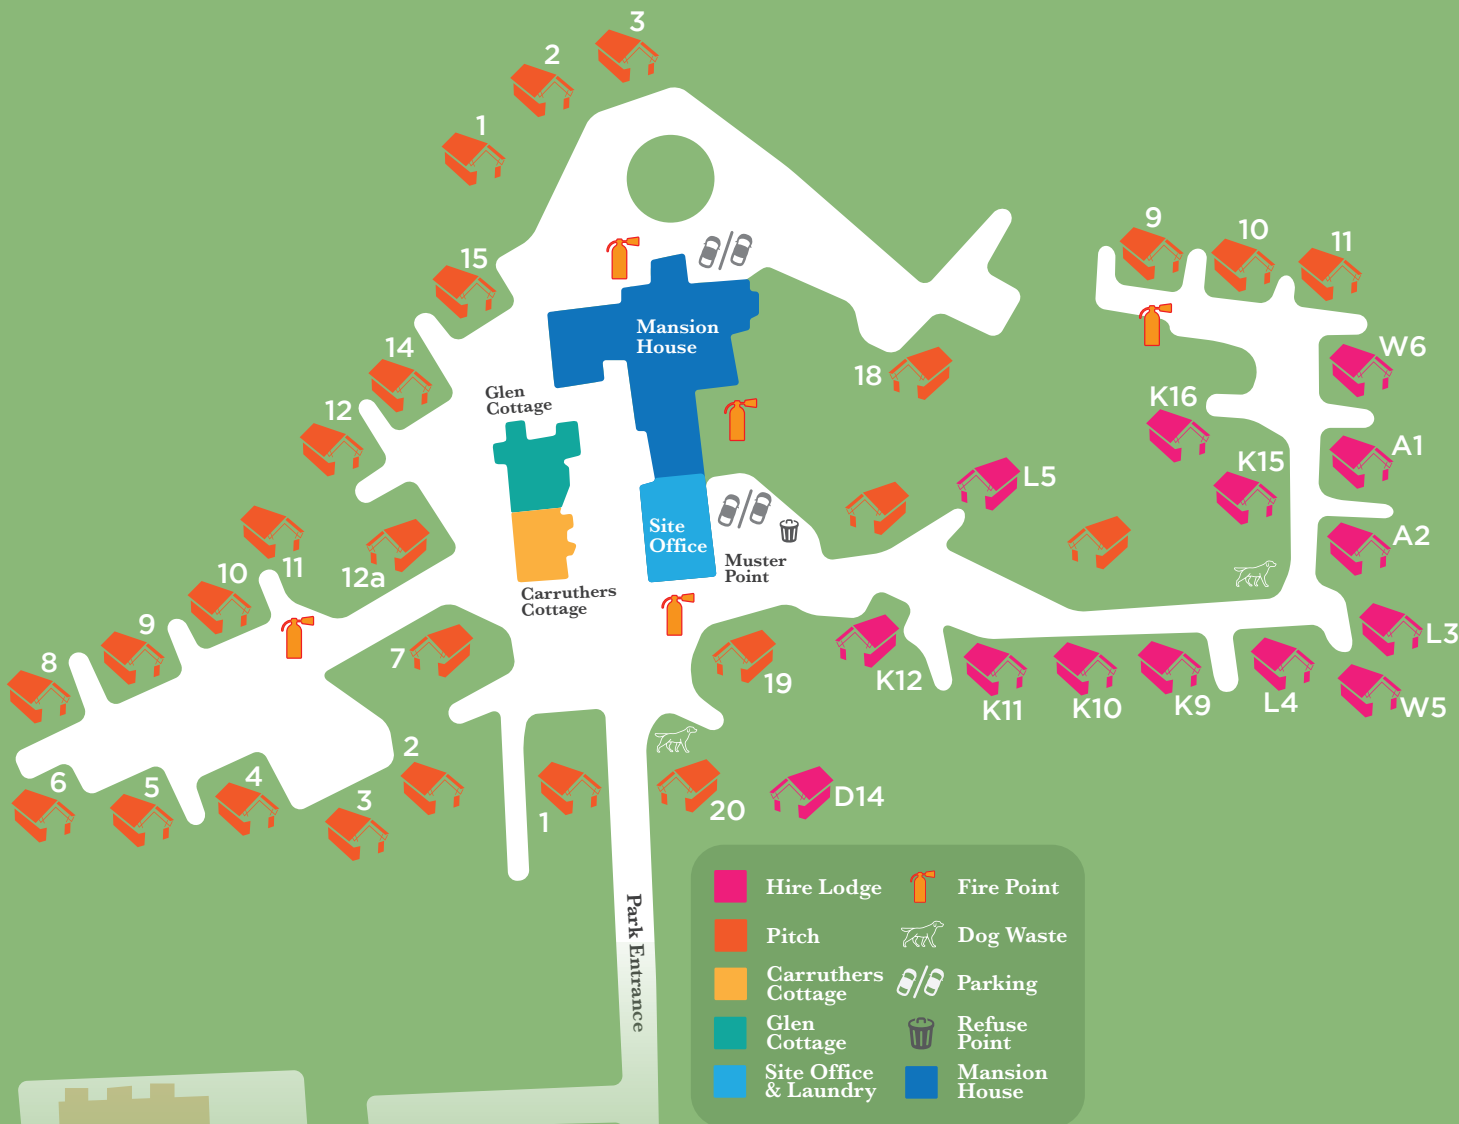 3
2
1
15
14
12
11
10
9
8
12a
7
6
5
4
3
2
1
Mansion
House
Glen
Cottage
Carruthers
Cottage
Site
Office
Muster
Point
18
L5
9
10
11
W6
K16
A1
K15
A2
L3
W5
L4
K9
K10
K11
K12
19
20
D14
Park Entrance
Hire Lodge
Pitch
Carruthers
Cottage
Glen
Cottage
Site Office
& Laundry
Fire Point
Dog Waste
Parking
Refuse
Point
Mansion
House